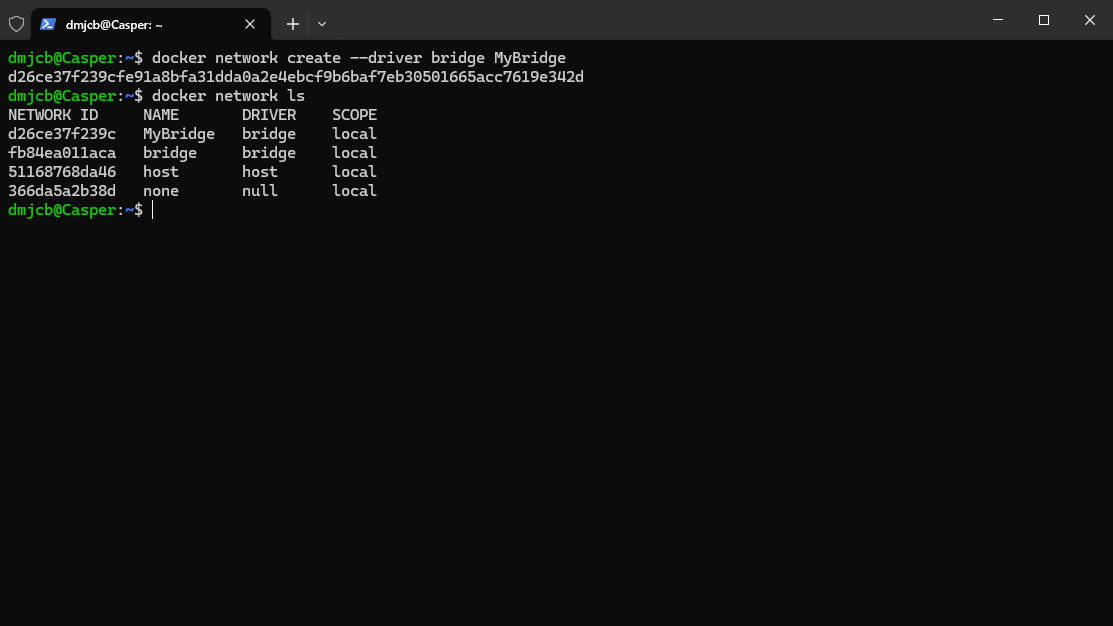 dmjcb@Casper: ~
dmjcb@Casper:~$ docker network create --driver bridge MyBridge
d26ce37f239cfe91a8bfa31dda0a2e4ebcf9b6baf7eb30501665acc7619e342d
dmjcb@Casper:~$ docker network ls
NETWORK ID     NAME       DRIVER    SCOPE
d26ce37f239c   MyBridge   bridge    local
fb84ea011aca   bridge     bridge    local
51168768da46   host       host      local
366da5a2b38d   none       null      local
dmjcb@Casper:~$